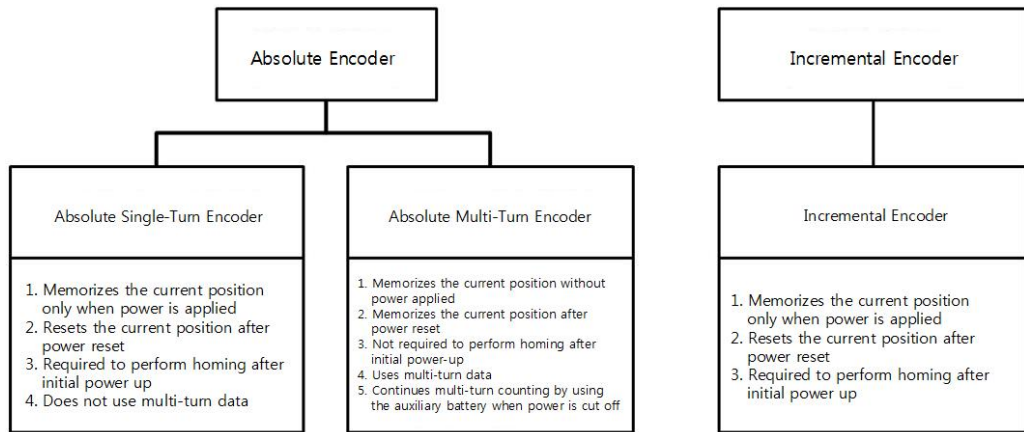 Absolute Encoder
Incremental Encoder
Absolute Single-Turn Encoder
1. Memorizes the current position
only when power is applied
2. Resets the current position after
power reset
3. Required to perform homing after
initial power up
4. Does not use multi-turn data
Absolute Multi-Turn Encoder
1. Memorizes the current position without
power applied
2. Memorizes the current position after
power reset
3. Not required to perform homing after
initial power-up
4. Uses multi-turn data
5. Continues multi-turn counting by using
the auxiliary battery when power is cut off
Incremental Encoder
1. Memorizes the current position
only when power is applied
2. Resets the current position after
power reset
3. Required to perform homing after
initial power up